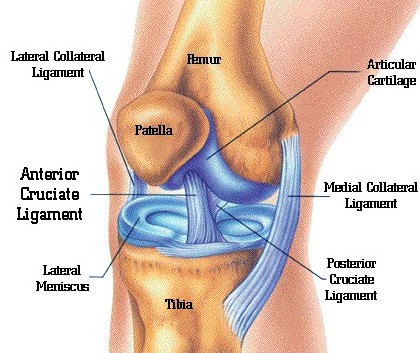 Lateral Collateral
Ligament
Femur
Articular
Cartilage
Patella
Anterior
Cruciate
Ligament
Medial Collateral
Ligament
Lateral
Meniscus
Tibia
Posterior
Cruciate
Ligament